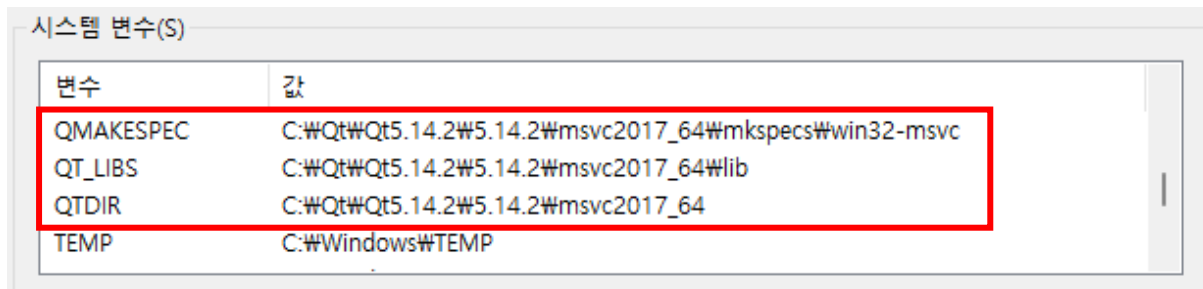 시스템 변수(S)
변수 값
QMAKESPEC C:₩Qt₩Qt5.14.2₩5.14.2₩msvc2017_64₩mkspecs₩win32-msvc
QT_LIBS C:₩Qt₩Qt5.14.2₩5.14.2₩msvc2017_64₩lib
QTDIR C:₩Qt₩Qt5.14.2₩5.14.2₩msvc2017_64
TEMP C:₩Windows₩TEMP